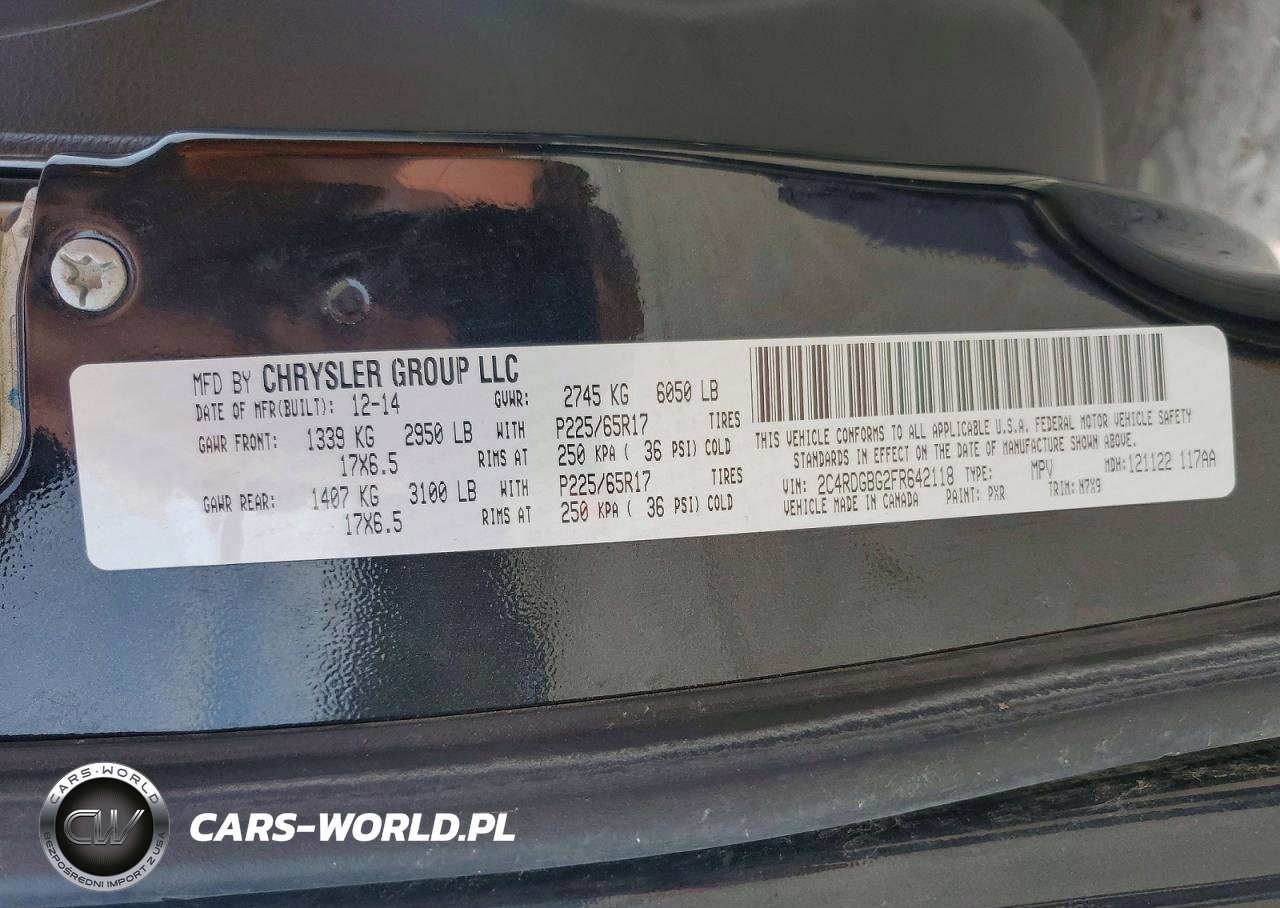 MFD BY CHRYSLER GROUP LLC
DATE OF MFR(BUILT): 12-14 GVWR: 2745 KG 6050 LB
GAWR FRONT: 1339 KG 2950 LB WITH P225/65R17 TIRES
17X6.5 RIMS AT 250 KPA ( 36 PSI) COLD
GAWR REAR: 1407 KG 3100 LB WITH P225/65R17 TIRES
17X6.5 RIMS AT 250 KPA ( 36 PSI) COLD
THIS VEHICLE CONFORMS TO ALL APPLICABLE U.S.A. FEDERAL MOTOR VEHICLE SAFETY
STANDARDS IN EFFECT ON THE DATE OF MANUFACTURE SHOWN ABOVE.
VIN: 2C4RDGBG2FR642118 TYPE: MPV MDH:121122 117AA
VEHICLE MADE IN CANADA PAINT: PXR TRIM: M7X9
CARS-WORLD
CW
BEZPOŚREDNI IMPORT Z USA
CARS-WORLD.PL